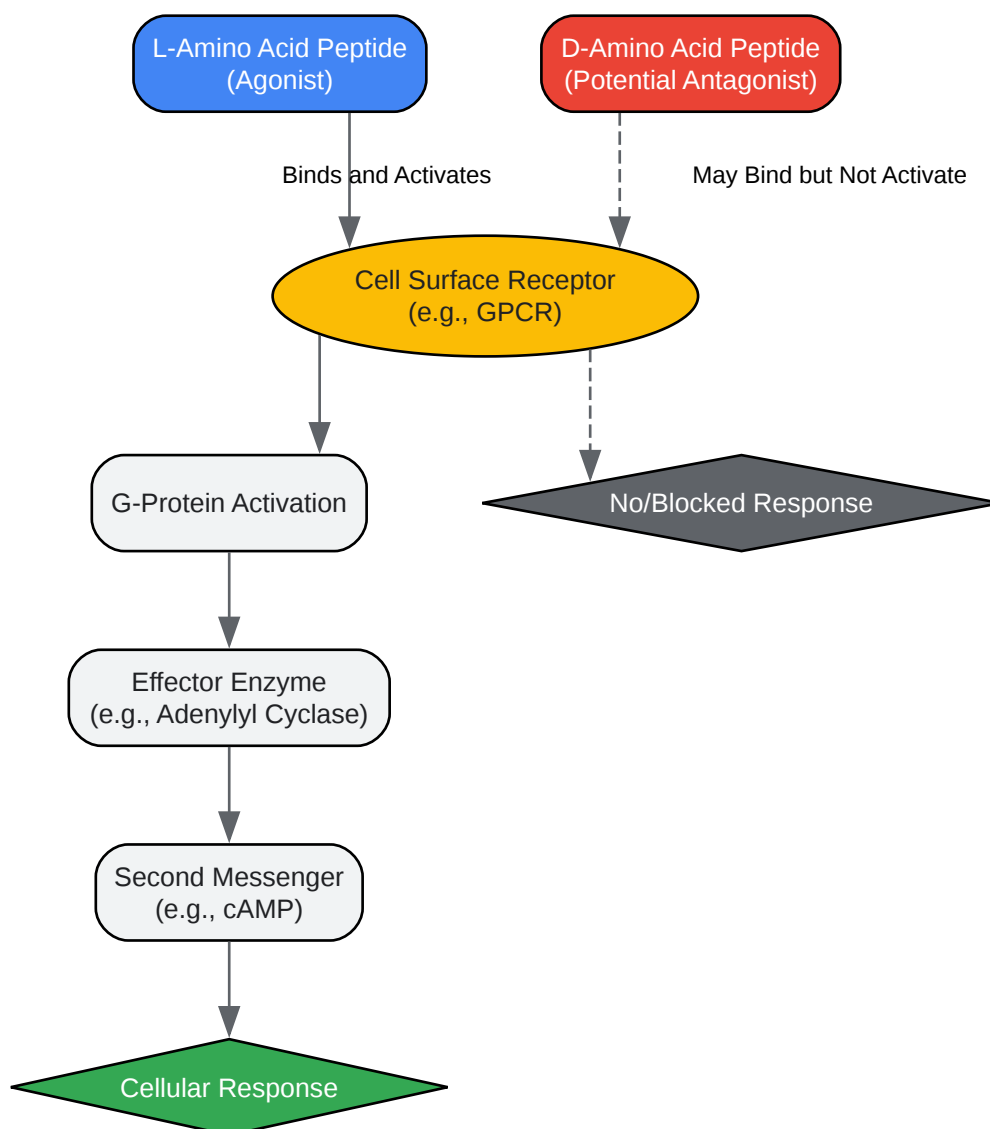 L-Amino Acid Peptide
(Agonist)
D-Amino Acid Peptide
(Potential Antagonist)
Binds and Activates
May Bind but Not Activate
Cell Surface Receptor
(e.g., GPCR)
G-Protein Activation
No/Blocked Response
Effector Enzyme
(e.g., Adenylyl Cyclase)
Second Messenger
(e.g., cAMP)
Cellular Response